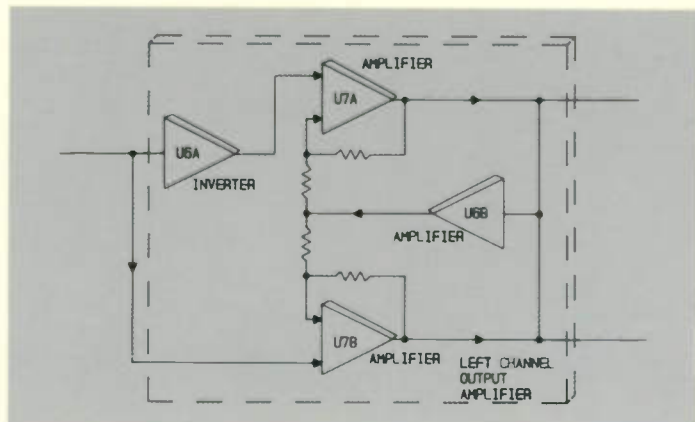 AMPLIFIER
U7A
U6A
INVERTER
U6B
AMPLIFIER
U7B
AMPLIFIER
LEFT CHANNEL
OUTPUT
AMPLIFIER